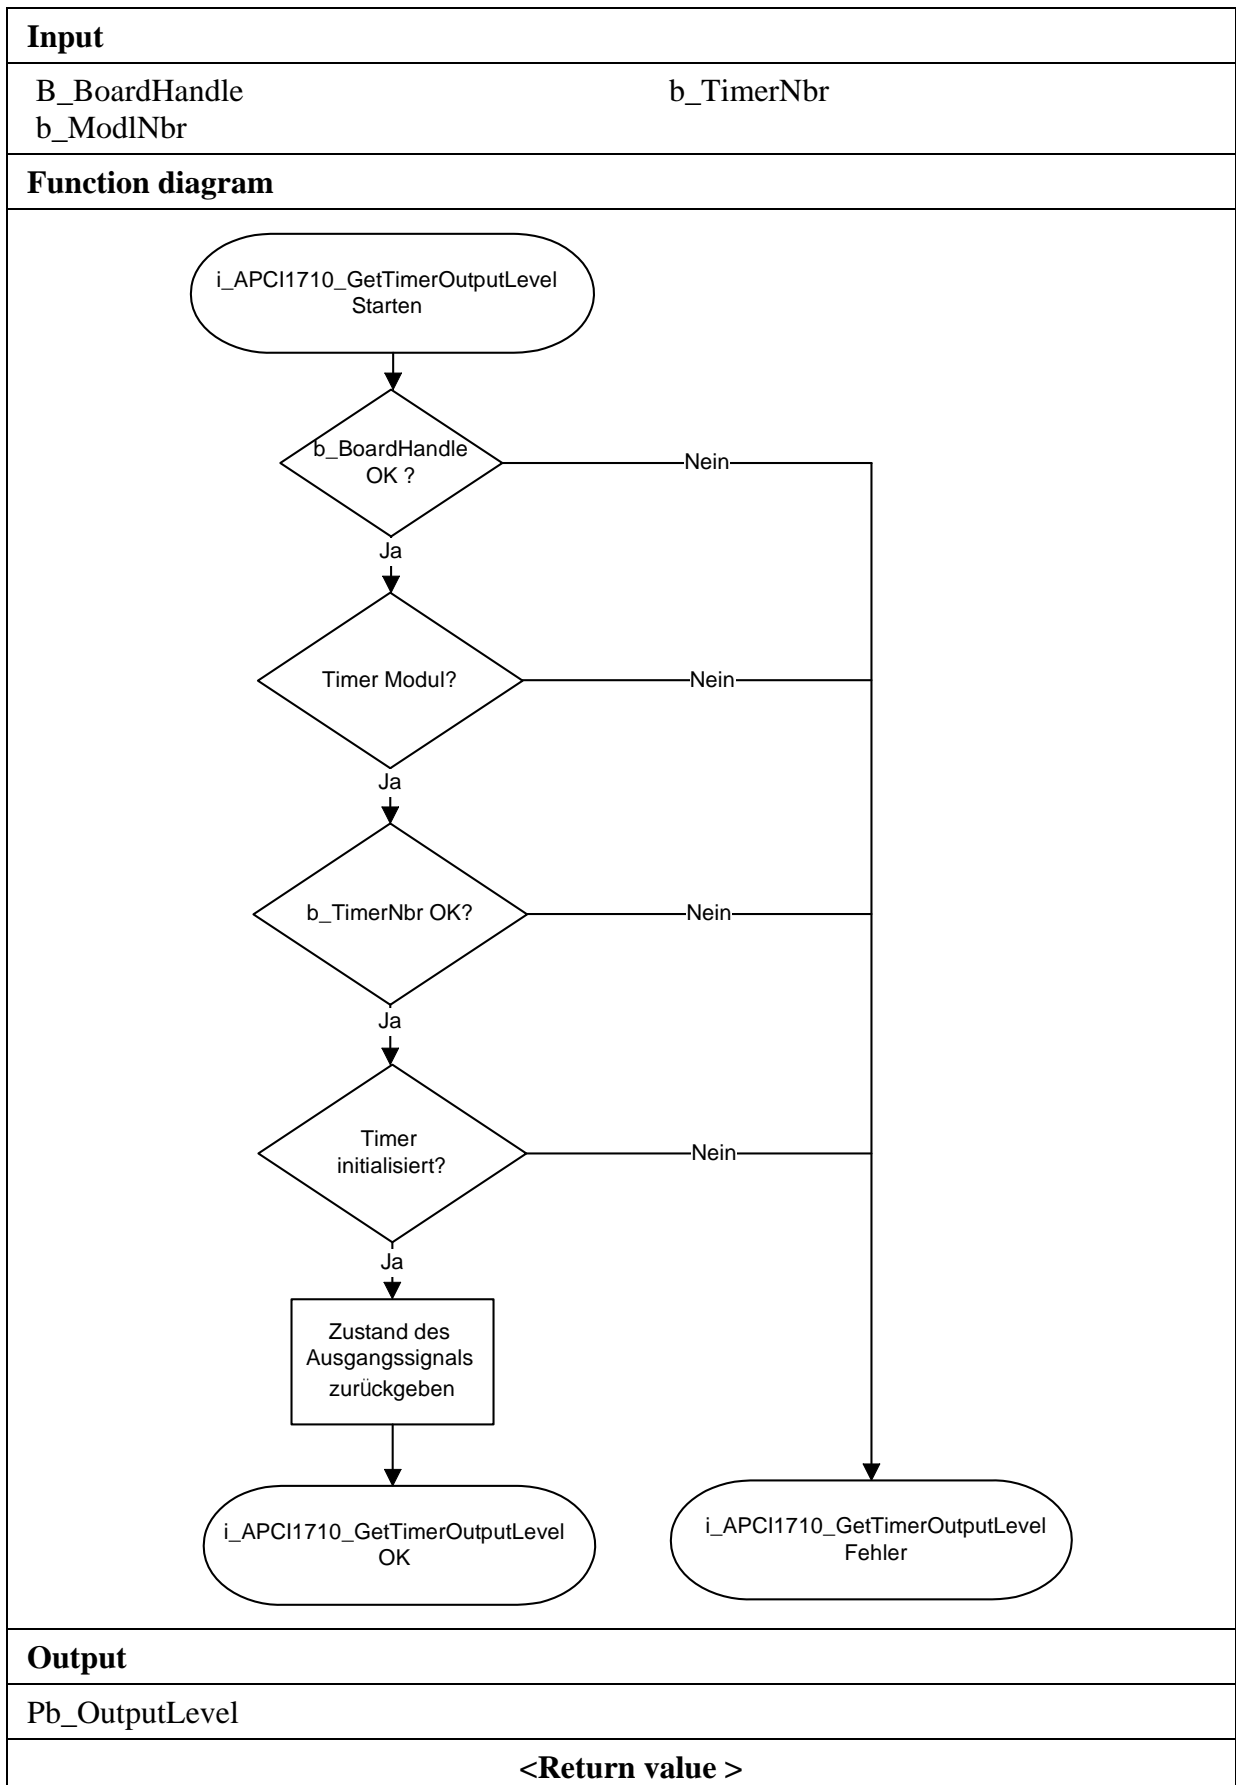 Input
B_BoardHandle b_TimerNbr
b_ModlNbr
Function diagram
i_APCI1710_GetTimerOutputLevel
Starten
b_BoardHandle
OK ?
Nein
Ja
Timer Modul?
Nein
Ja
b_TimerNbr OK?
Nein
Ja
Timer
initialisiert?
Nein
Ja
Zustand des
Ausgangssignals
zurückgeben
i_APCI1710_GetTimerOutputLevel
OK
i_APCI1710_GetTimerOutputLevel
Fehler
Output
Pb_OutputLevel
<Return value >